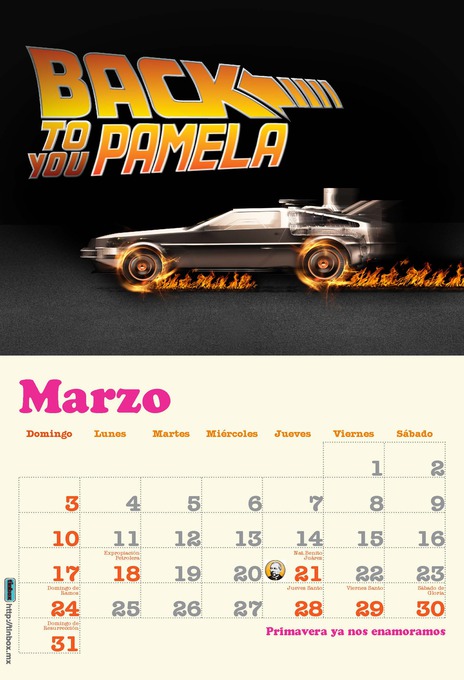 BACK
TO
YOU PAMELA
Marzo
Domingo Lunes Martes Miércoles Jueves Viernes Sábado
1 2
3 4 5 6 7 8 9
10 11 12 13 14 15 16
Expropiación Petrolera
Nat. Benito Juárez
17 18 19 20 21 22 23
Domingo de Ramos
Jueves Santo
Viernes Santo
Sábado de Gloria
24 25 26 27 28 29 30
Domingo de Resurrección
31
Primavera ya nos enamoramos
tinbox http://tinbox.mx